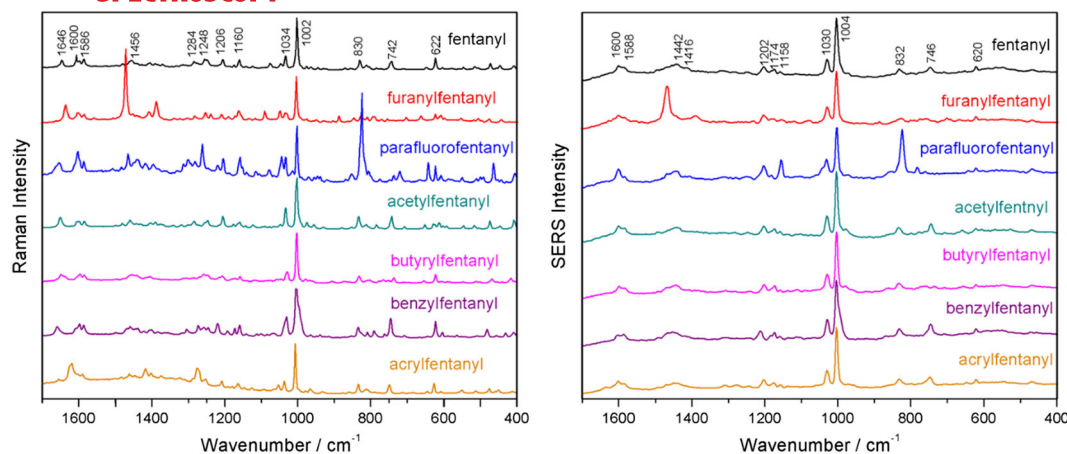 SPECTROSCOPY
1646
1600
1586
1456
1284
1248
1206
1160
1034
1002
830
742
622
fentanyl
furanylfentanyl
parafluorofentanyl
acetylfentanyl
butyrylfentanyl
benzylfentanyl
acrylfentanyl
Raman Intensity
1600 1400 1200 1000 800 600 400
Wavenumber / cm-1
1600
1588
1442
1416
1202
1174
1158
1030
1004
832
746
620
fentanyl
furanylfentanyl
parafluorofentanyl
acetylfentnyl
butyrylfentanyl
benzylfentanyl
acrylfentanyl
SERS Intensity
1600 1400 1200 1000 800 600 400
Wavenumber / cm-1